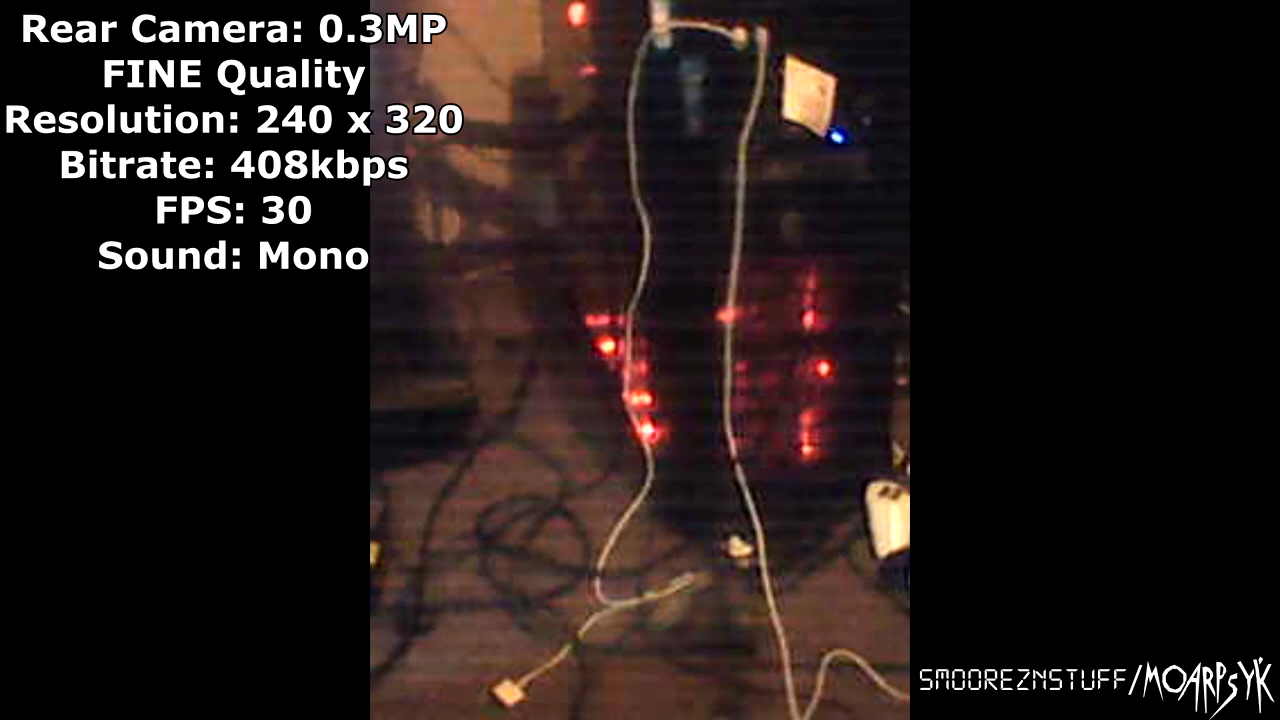 Rear Camera: 0.3MP
FINE Quality
Resolution: 240 x 320
Bitrate: 408kbps
FPS: 30
Sound: Mono
SMOOREZNSTUFF/MOARPSYK